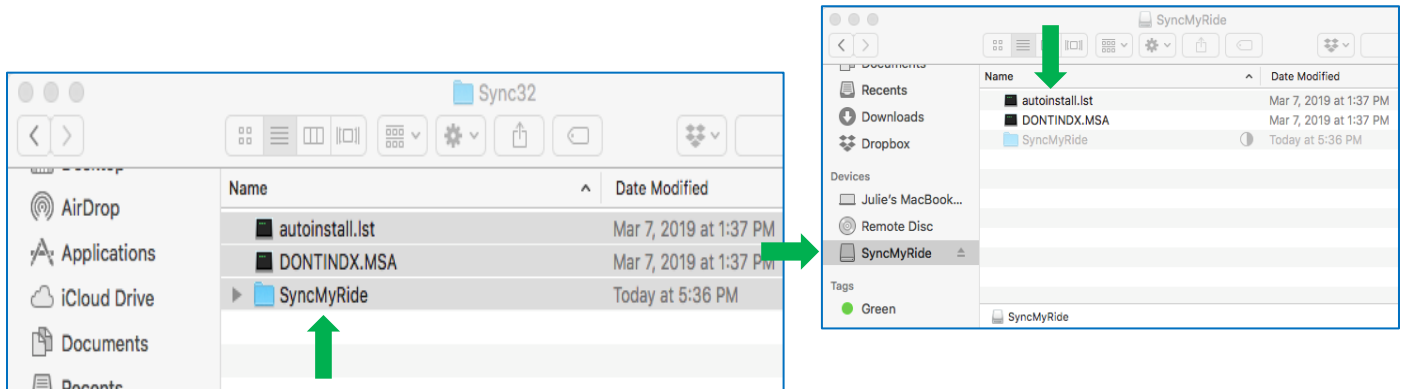 Sync32
Name
Date Modified
AirDrop
Applications
iCloud Drive
Documents
Recents
autoinstall.lst
Mar 7, 2019 at 1:37 PM
DONTINDX.MSA
Mar 7, 2019 at 1:37 PM
SyncMyRide
Today at 5:36 PM
SyncMyRide
Documents
Recents
Downloads
Dropbox
Devices
Julie's MacBook...
Remote Disc
SyncMyRide
Tags
Green
Name
Date Modified
autoinstall.lst
Mar 7, 2019 at 1:37 PM
DONTINDX.MSA
Mar 7, 2019 at 1:37 PM
SyncMyRide
Today at 5:36 PM
SyncMyRide